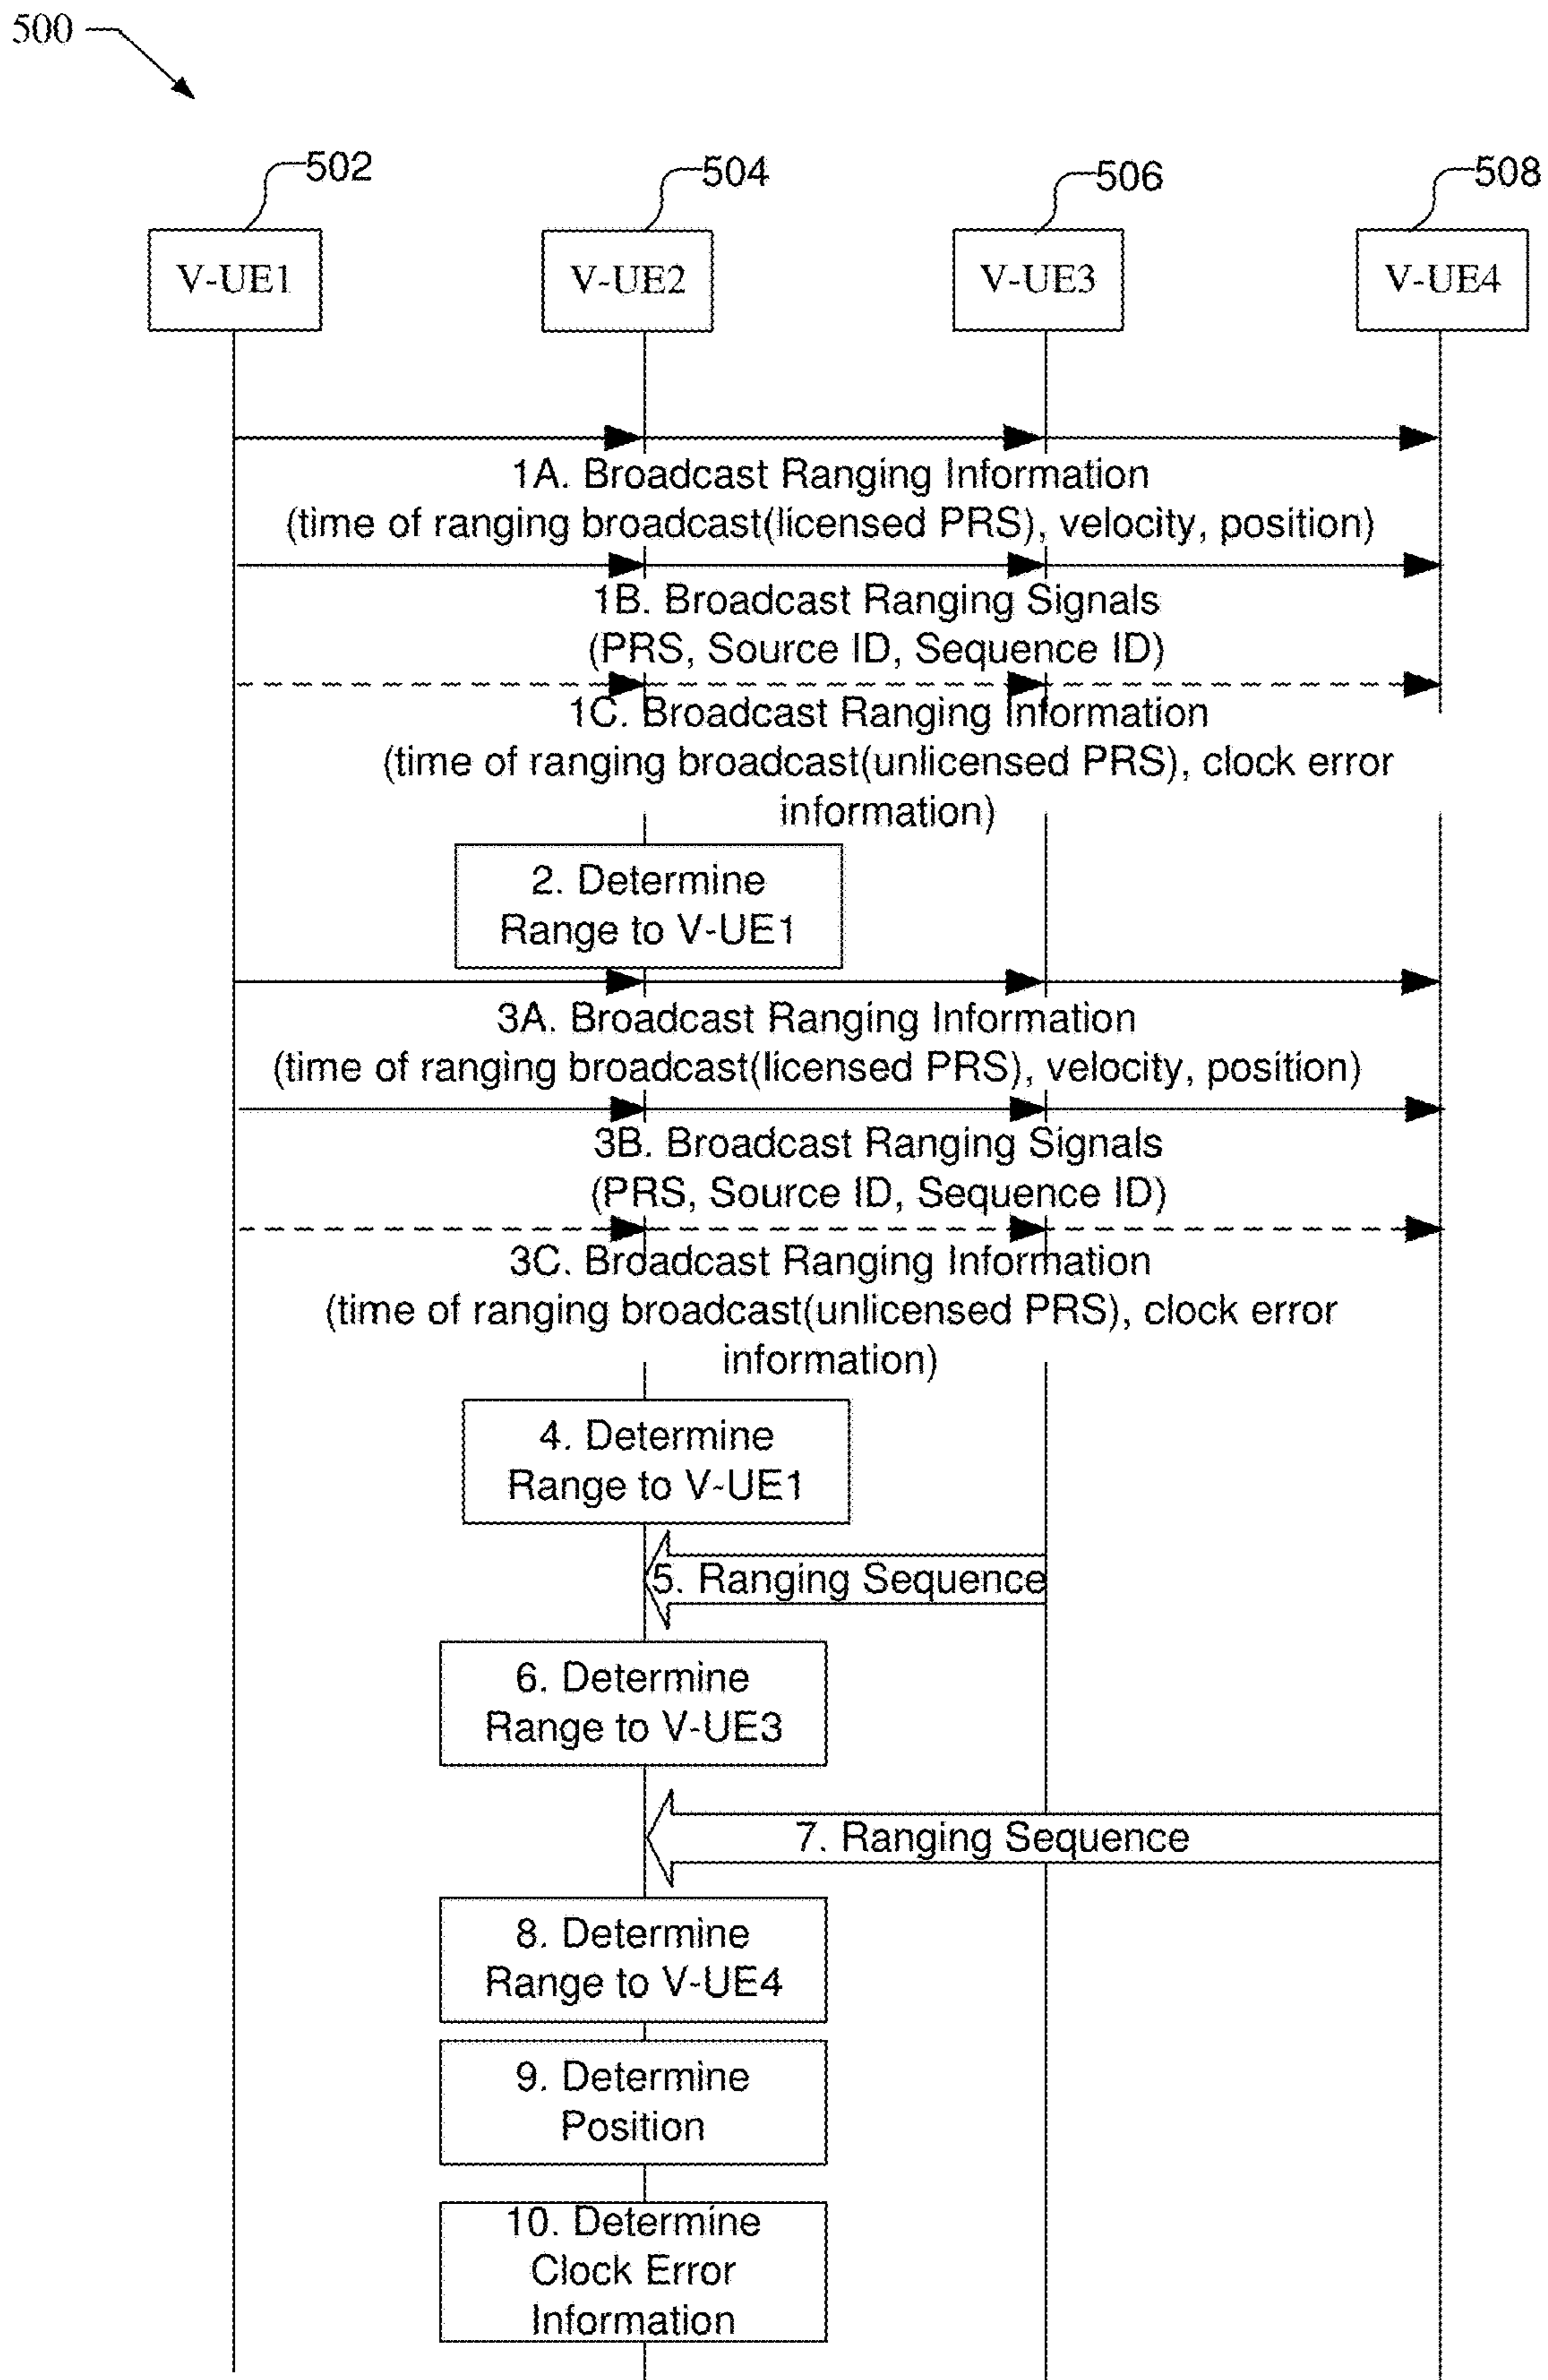 500
502
504
506
508
V-UE1
V-UE2
V-UE3
V-UE4
1A. Broadcast Ranging Information
(time of ranging broadcast(licensed PRS), velocity, position)
1B. Broadcast Ranging Signals
(PRS, Source ID, Sequence ID)
1C. Broadcast Ranging Information
(time of ranging broadcast(unlicensed PRS), clock error
information)
2. Determine
Range to V-UE1
3A. Broadcast Ranging Information
(time of ranging broadcast(licensed PRS), velocity, position)
3B. Broadcast Ranging Signals
(PRS, Source ID, Sequence ID)
3C. Broadcast Ranging Information
(time of ranging broadcast(unlicensed PRS), clock error
information)
4. Determine
Range to V-UE1
5. Ranging Sequence
6. Determine
Range to V-UE3
7. Ranging Sequence
8. Determine
Range to V-UE4
9. Determine
Position
10. Determine
Clock Error
Information